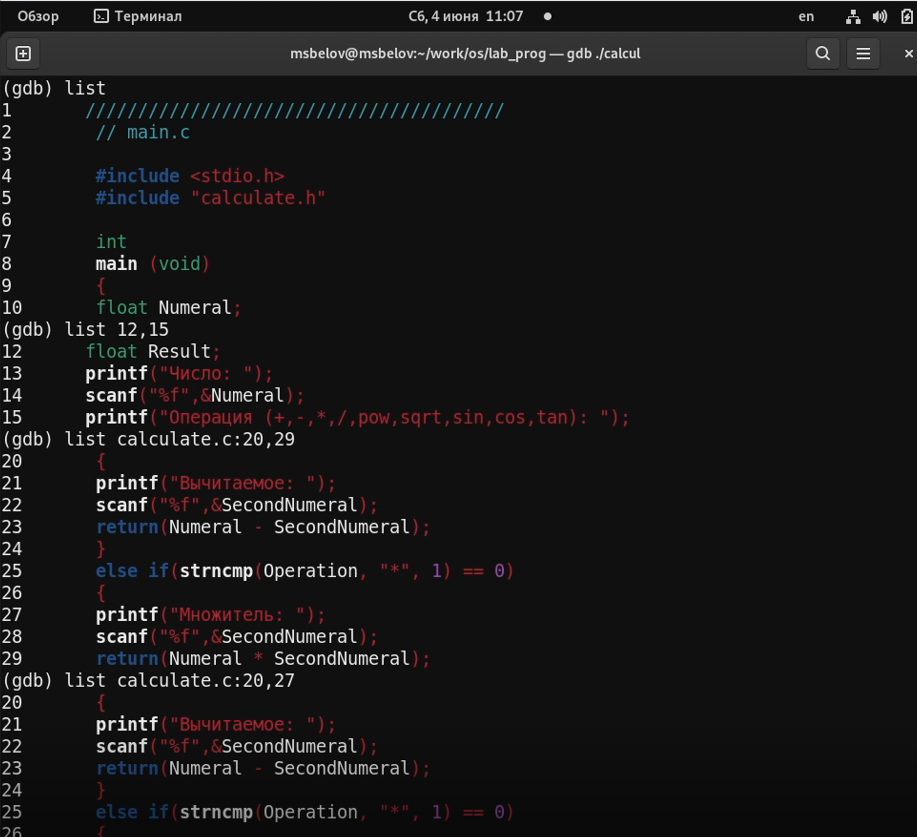 Обзор Терминал Сб, 4 июня 11:07 en
msbelov@msbelov:~/work/os/lab_prog — gdb ./calcul
(gdb) list
1 ////////////////////////////////////////
2 // main.c
3
4 #include <stdio.h>
5 #include "calculate.h"
6
7 int
8 main (void)
9 {
10 float Numeral;
(gdb) list 12,15
12 float Result;
13 printf("Число: ");
14 scanf("%f",&Numeral);
15 printf("Операция (+,-,*,/,pow,sqrt,sin,cos,tan): ");
(gdb) list calculate.c:20,29
20 {
21 printf("Вычитаемое: ");
22 scanf("%f",&SecondNumeral);
23 return(Numeral - SecondNumeral);
24 }
25 else if(strncmp(Operation, "*", 1) == 0)
26 {
27 printf("Множитель: ");
28 scanf("%f",&SecondNumeral);
29 return(Numeral * SecondNumeral);
(gdb) list calculate.c:20,27
20 {
21 printf("Вычитаемое: ");
22 scanf("%f",&SecondNumeral);
23 return(Numeral - SecondNumeral);
24 }
25 else if(strncmp(Operation, "*", 1) == 0)
26 {